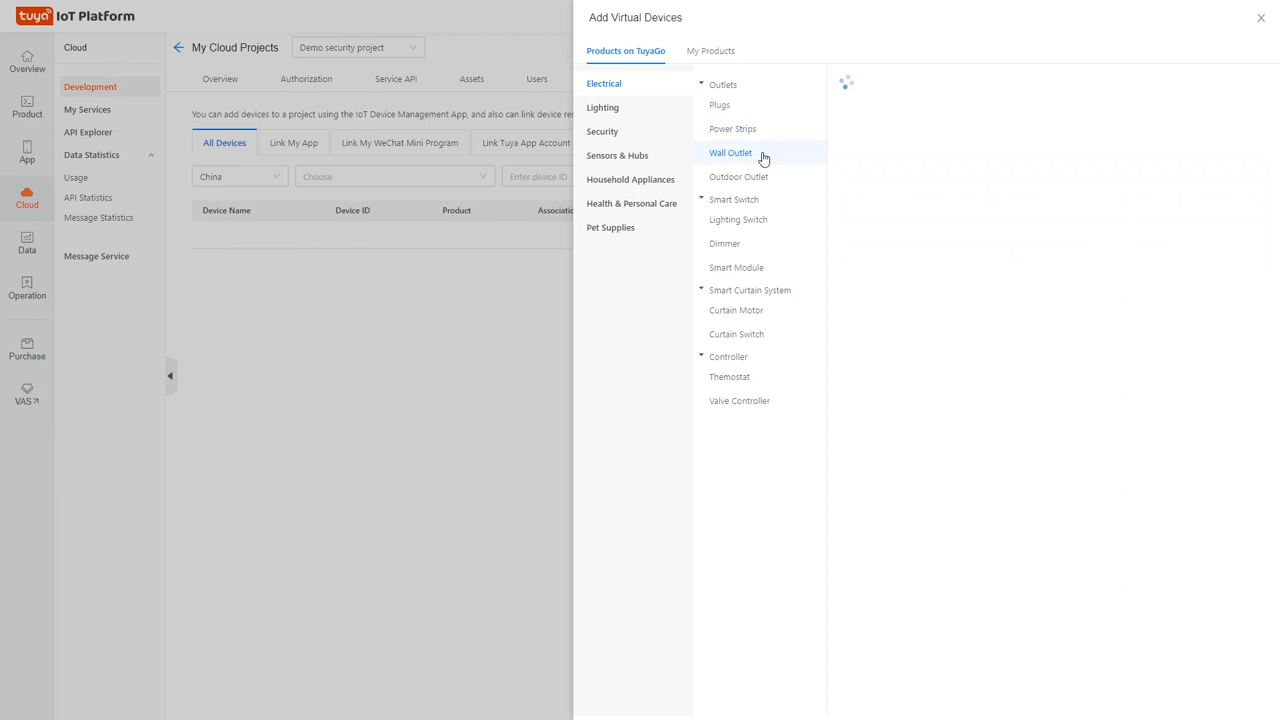 tuya IoT Platform
Overview
Product
App
Cloud
Data
Operation
Purchase
VAS
Cloud
Development
My Services
API Explorer
Data Statistics
Usage
API Statistics
Message Statistics
Message Service
My Cloud Projects
Demo security project
Overview
Authorization
Service API
Assets
Users
You can add devices to a project using the IoT Device Management App, and also can link device res
All Devices
Link My App
Link My WeChat Mini Program
Link Tuya App Account
China
Choose
Enter device ID
Device Name
Device ID
Product
Associatio
Add Virtual Devices
Products on TuyaGo
My Products
Electrical
Lighting
Security
Sensors & Hubs
Household Appliances
Health & Personal Care
Pet Supplies
Outlets
Plugs
Power Strips
Wall Outlet
Outdoor Outlet
Smart Switch
Lighting Switch
Dimmer
Smart Module
Smart Curtain System
Curtain Motor
Curtain Switch
Controller
Themostat
Valve Controller